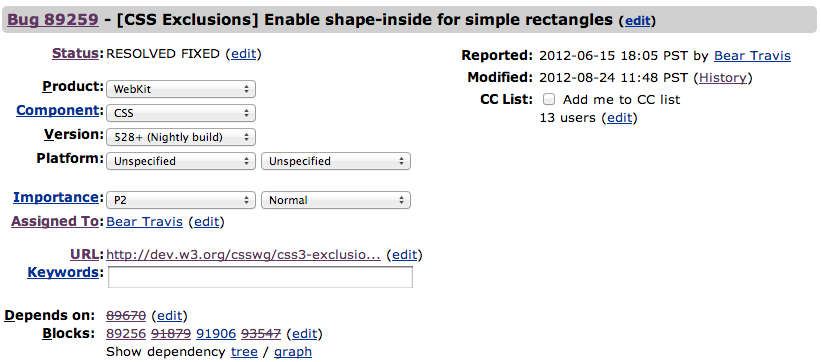 Bug 89259 - [CSS Exclusions] Enable shape-inside for simple rectangles (edit)
Status: RESOLVED FIXED (edit)
Product: WebKit
Component: CSS
Version: 528+ (Nightly build)
Platform: Unspecified Unspecified
Importance: P2 Normal
Assigned To: Bear Travis (edit)
URL: http://dev.w3.org/csswg/css3-exclusio... (edit)
Keywords:
Depends on: 89670 (edit)
Blocks: 89256 91879 91906 93547 (edit)
Show dependency tree / graph
Reported: 2012-06-15 18:05 PST by Bear Travis
Modified: 2012-08-24 11:48 PST (History)
CC List: Add me to CC list
13 users (edit)